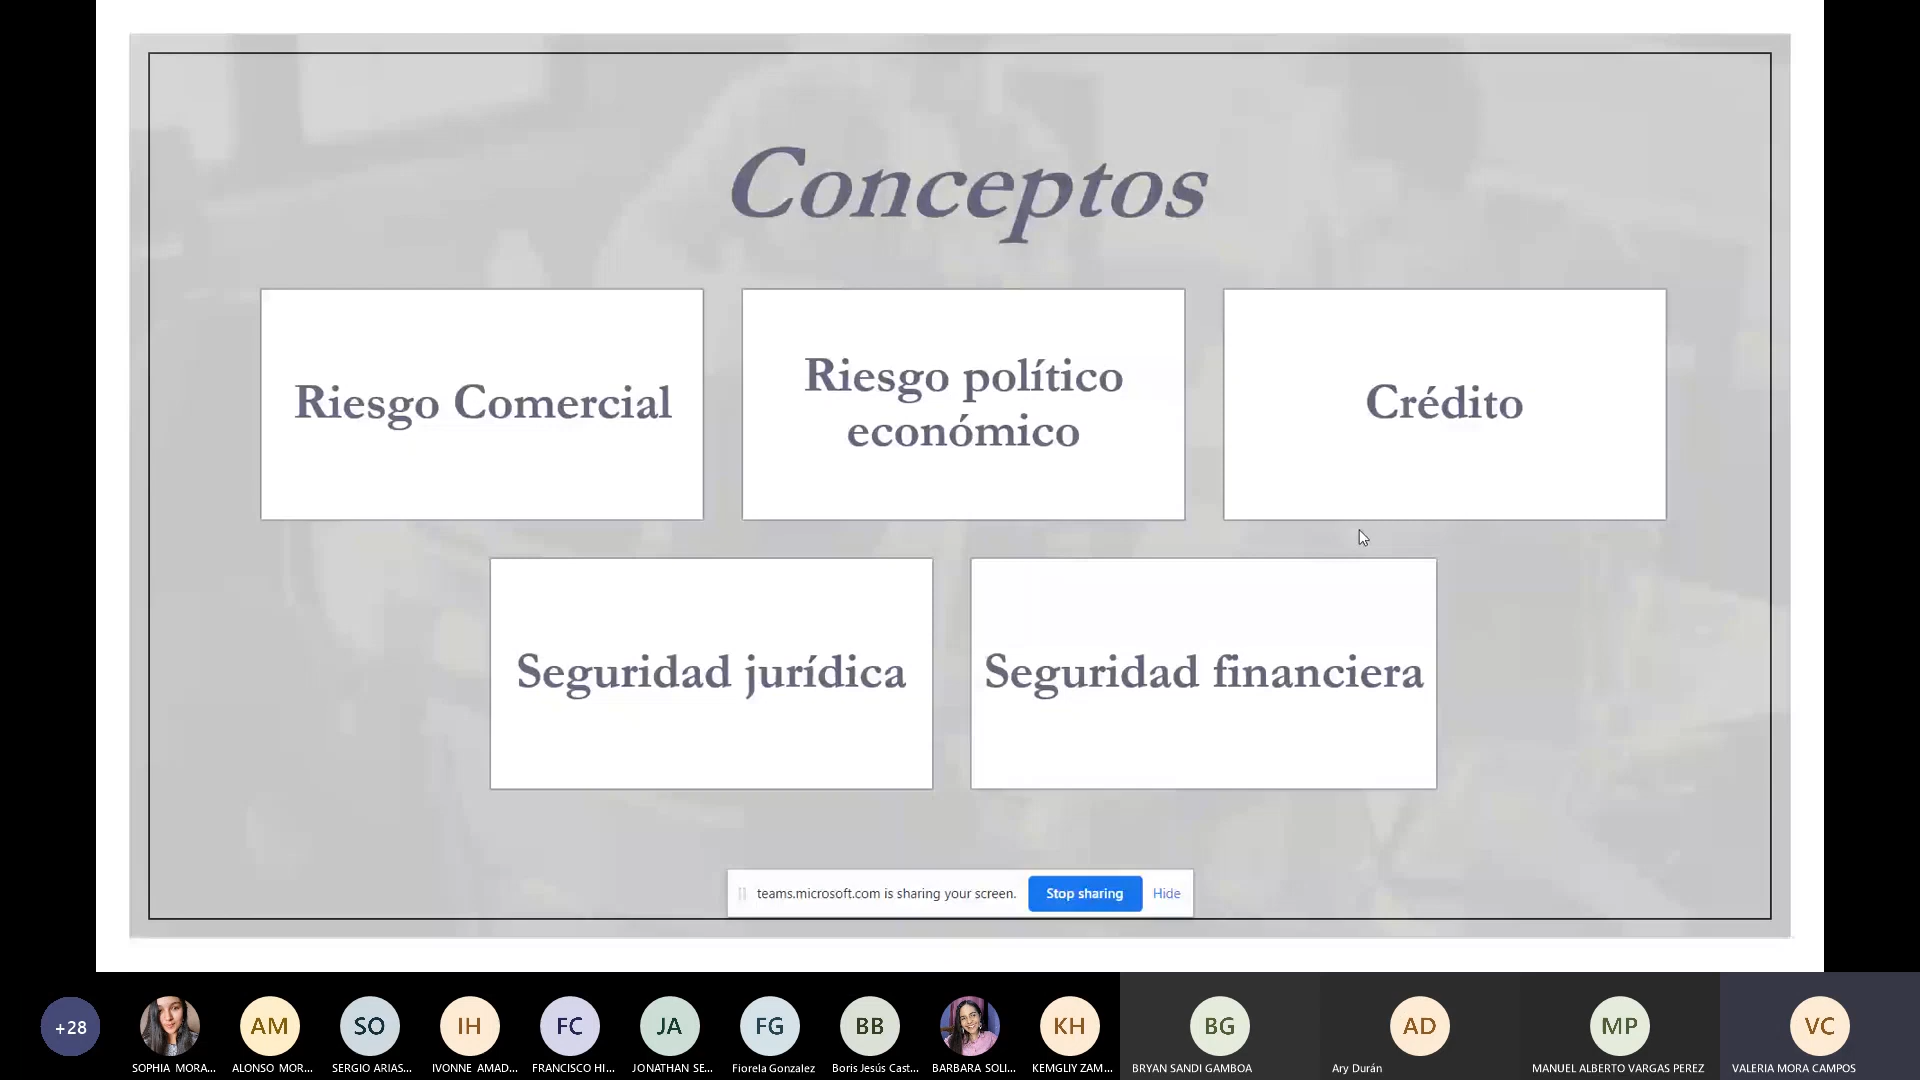 Conceptos
Riesgo Comercial
Riesgo político
económico
Crédito
Seguridad jurídica
Seguridad financiera
teams.microsoft.com is sharing your screen.
Stop sharing
Hide
+28
AM
SO
IH
FC
JA
FG
BB
KH
BG
AD
MP
VC
SOPHIA MORA...
ALONSO MOR...
SERGIO ARIAS...
IVONNE AMAD...
FRANCISCO HI...
JONATHAN SE...
Fiorela Gonzalez
Boris Jesús Cast...
BARBARA SOLI...
KEMGLIY ZAM...
BRYAN SANDI GAMBOA
Ary Durán
MANUEL ALBERTO VARGAS PEREZ
VALERIA MORA CAMPOS